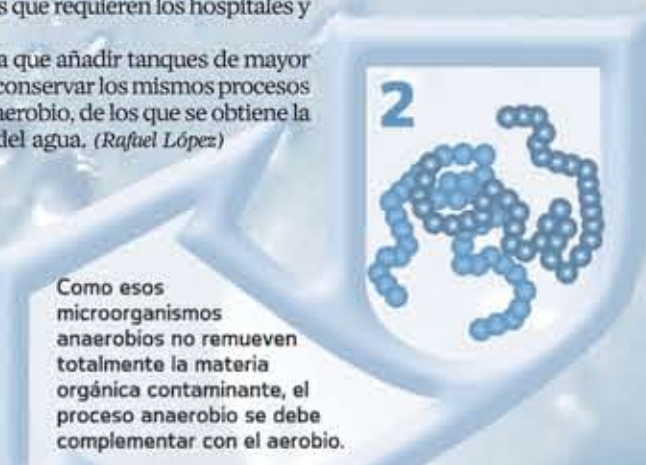 s que requieren los hospitales y
a que añadir tanques de mayor
conservar los mismos procesos
aerobio, de los que se obtiene la
del agua. (Rafael López)
2
Como esos
microorganismos
anaerobios no remueven
totalmente la materia
orgánica contaminante, el
proceso anaerobio se debe
complementar con el aerobio.